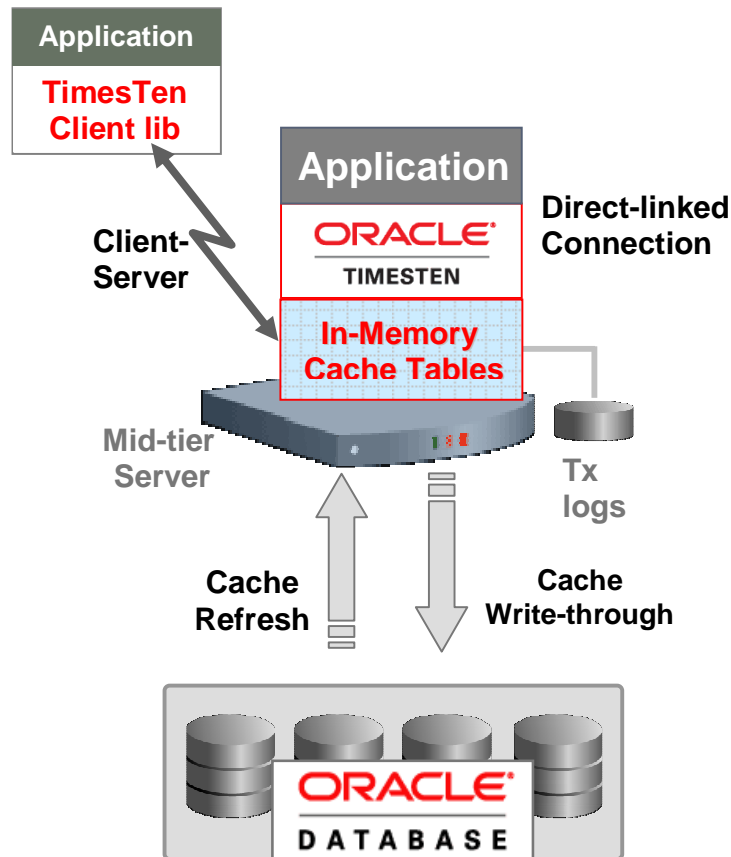 Application
TimesTen
Client lib
Client-
Server
Application
ORACLE
TIMESTEN
In-Memory
Cache Tables
Direct-linked
Connection
Mid-tier
Server
Tx
logs
Cache
Refresh
Cache
Write-through
ORACLE
DATABASE